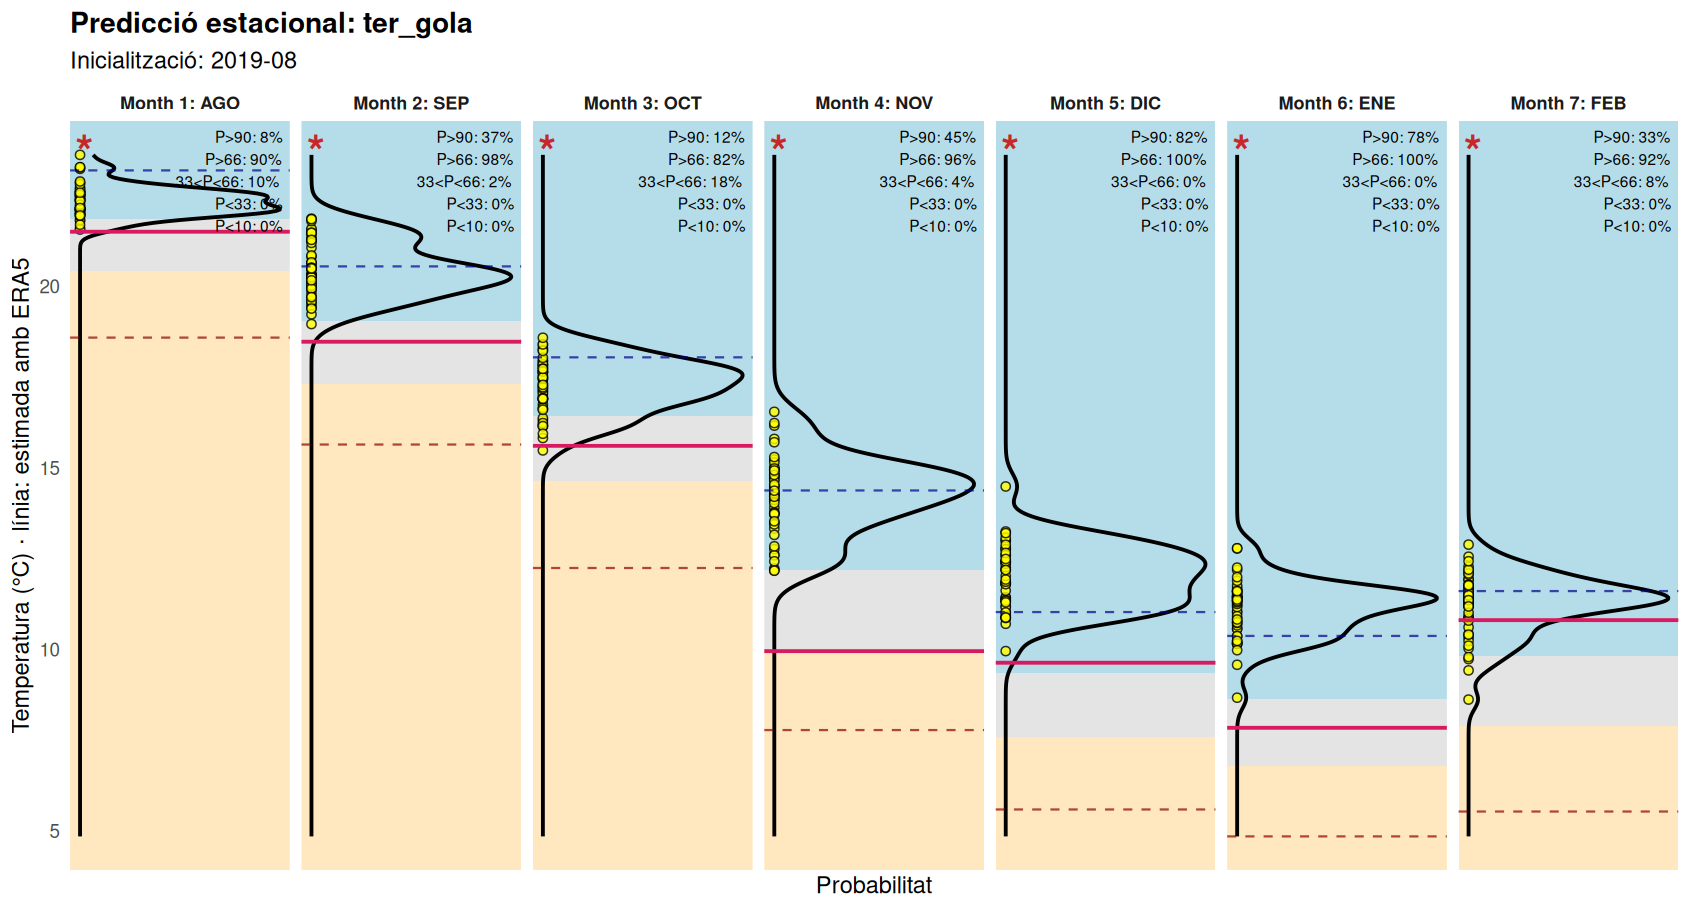 Predicció estacional: ter_gola
Inicialització: 2019-08
Month 1: AGO
Month 2: SEP
Month 3: OCT
Month 4: NOV
Month 5: DIC
Month 6: ENE
Month 7: FEB
*
P>90: 8%
P>66: 90%
33<P<66: 10%
P<33: 0%
P<10: 0%
*
P>90: 37%
P>66: 98%
33<P<66: 2%
P<33: 0%
P<10: 0%
*
P>90: 12%
P>66: 82%
33<P<66: 18%
P<33: 0%
P<10: 0%
*
P>90: 45%
P>66: 96%
33<P<66: 4%
P<33: 0%
P<10: 0%
*
P>90: 82%
P>66: 100%
33<P<66: 0%
P<33: 0%
P<10: 0%
*
P>90: 78%
P>66: 100%
33<P<66: 0%
P<33: 0%
P<10: 0%
*
P>90: 33%
P>66: 92%
33<P<66: 8%
P<33: 0%
P<10: 0%
Temperatura (°C) · línia: estimada amb ERA5
20
15
10
5
Probabilitat